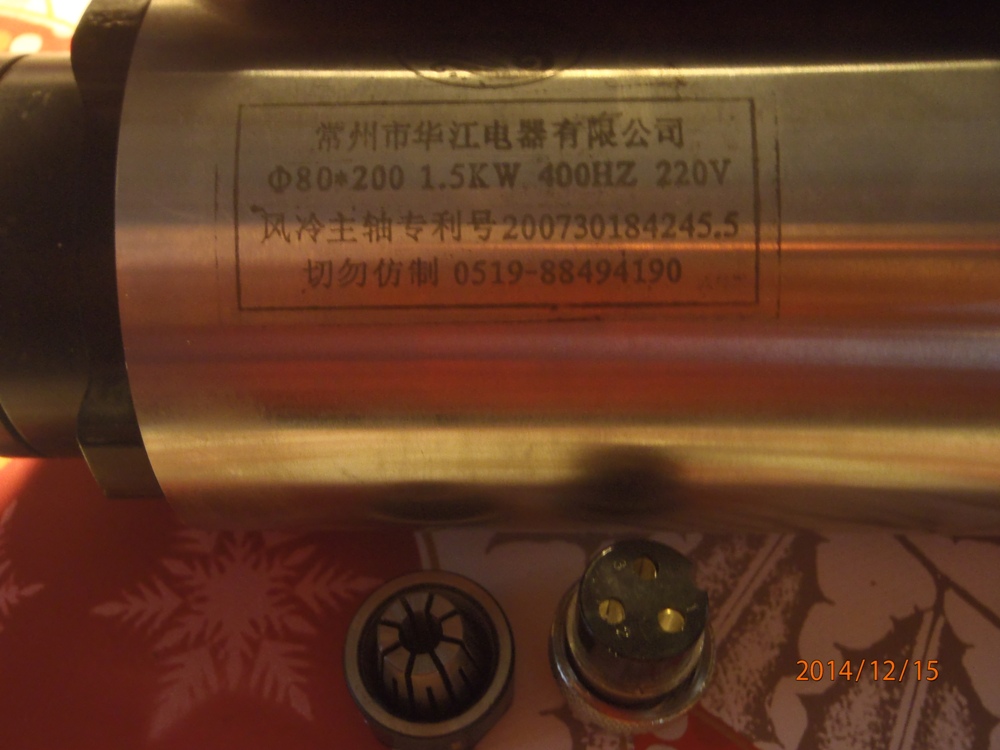 常州市华江电器有限公司
Φ80*200 1.5KW 400HZ 220V
风冷主轴专利号200730184245.5
切勿仿制 0519-88494190
2014/12/15